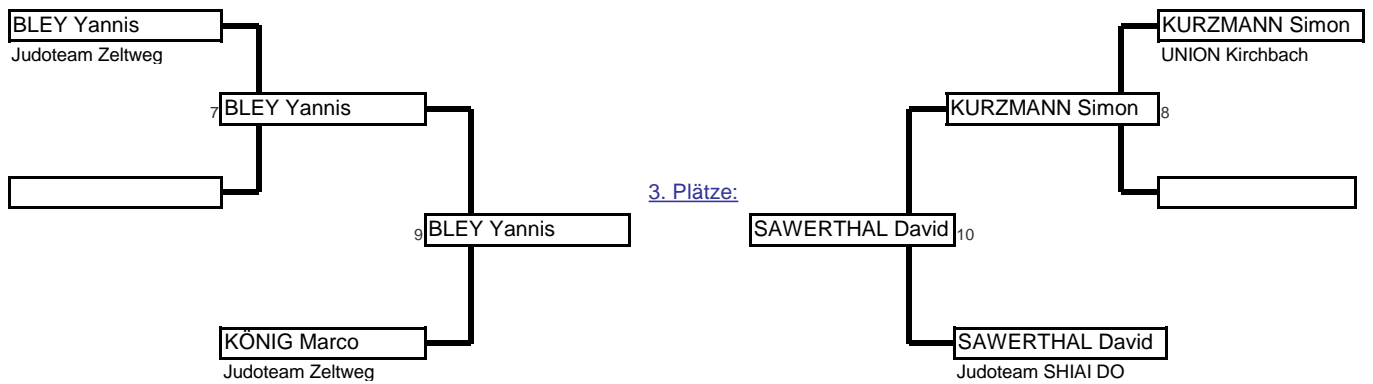 BLEY Yannis
Judoteam Zeltweg
KURZMANN Simon
UNION Kirchbach
7 BLEY Yannis
KURZMANN Simon 8
3. Plätze:
9 BLEY Yannis
SAWERTHAL David 10
KÖNIG Marco
Judoteam Zeltweg
SAWERTHAL David
Judoteam SHIAI DO